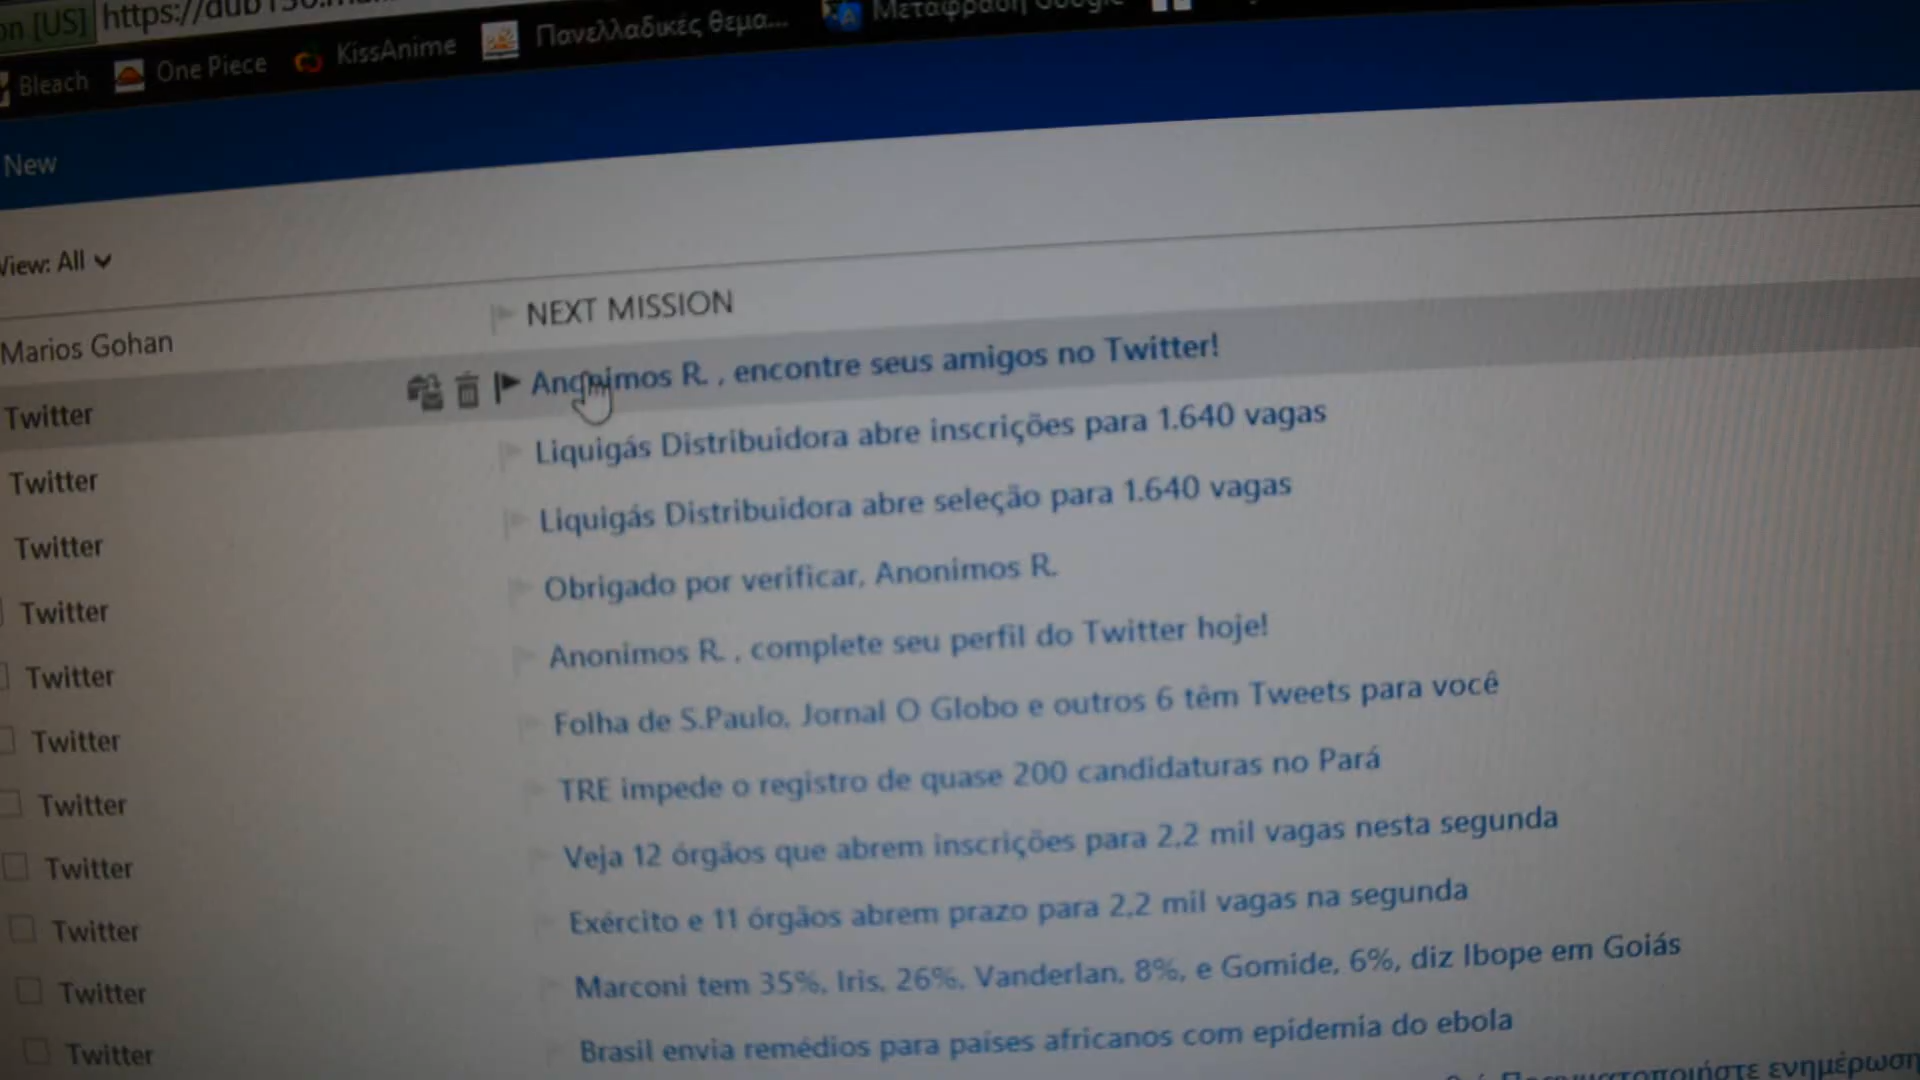 on [US] https://dub130.ma
Bleach One Piece KissAnime Πανελλαδικές θεμα... Μετάφραση Google
New
View: All
Marios Gohan NEXT MISSION
Twitter Anonimos R. , encontre seus amigos no Twitter!
Twitter Liquigás Distribuidora abre inscrições para 1.640 vagas
Twitter Liquigás Distribuidora abre seleção para 1.640 vagas
Twitter Obrigado por verificar, Anonimos R.
Twitter Anonimos R. , complete seu perfil do Twitter hoje!
Twitter Folha de S.Paulo, Jornal O Globo e outros 6 têm Tweets para você
Twitter TRE impede o registro de quase 200 candidaturas no Pará
Twitter Veja 12 órgãos que abrem inscrições para 2,2 mil vagas nesta segunda
Twitter Exército e 11 órgãos abrem prazo para 2,2 mil vagas na segunda
Twitter Marconi tem 35%, Iris, 26%, Vanderlan, 8%, e Gomide, 6%, diz Ibope em Goiás
Twitter Brasil envia remédios para países africanos com epidemia do ebola
ενημέρωση